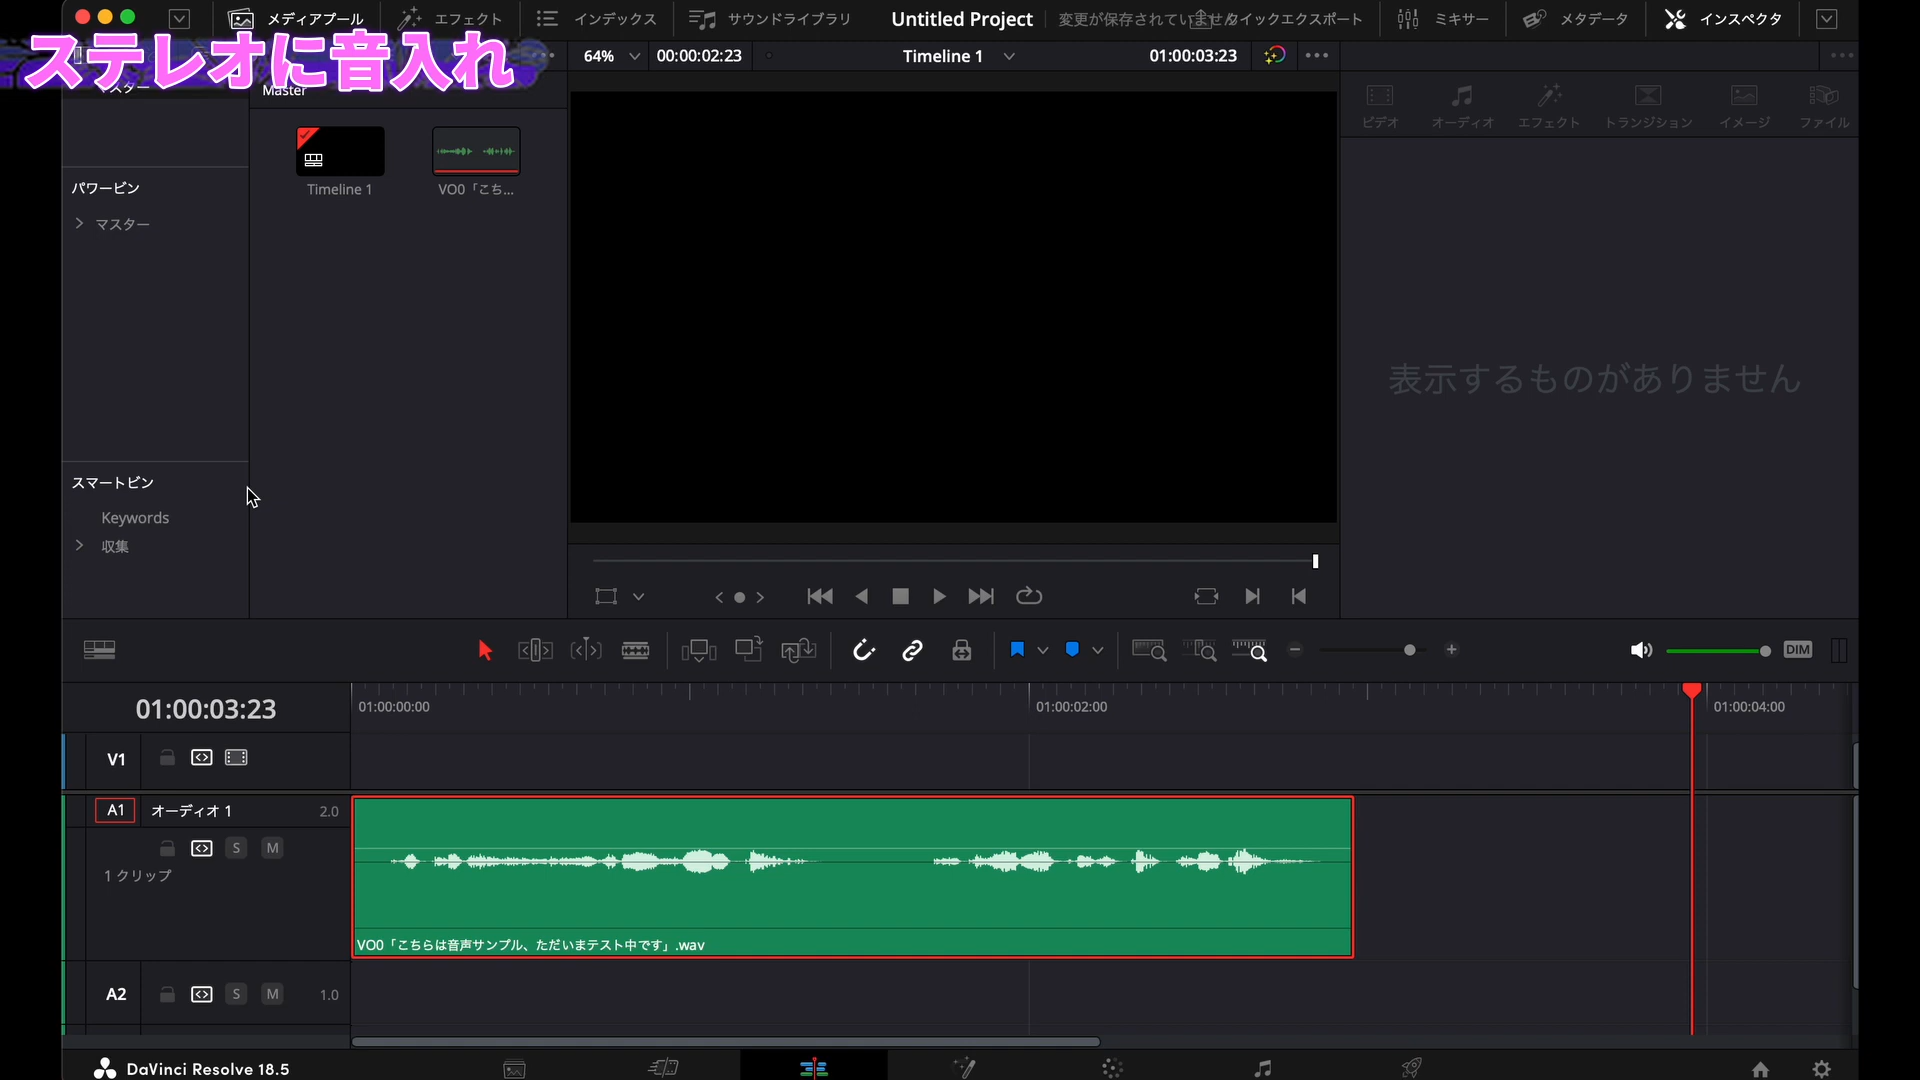 メディアプール
エフェクト
インデックス
サウンドライブラリ
Untitled Project
変更が保存されていません
イックエクスポート
ミキサー
メタデータ
インスペクタ
ステレオに音入れ
64%
00:00:02:23
Timeline 1
01:00:03:23
マスター
Master
ビデオ
オーディオ
エフェクト
トランジション
イメージ
ファイル
Timeline 1
VO0「こち...
パワービン
マスター
表示するものがありません
スマートビン
Keywords
収集
DIM
01:00:03:23
01:00:00:00
01:00:02:00
01:00:04:00
V1
A1
オーディオ 1
2.0
S
M
1 クリップ
VO0「こちらは音声サンプル、ただいまテスト中です」.wav
A2
S
M
1.0
DaVinci Resolve 18.5